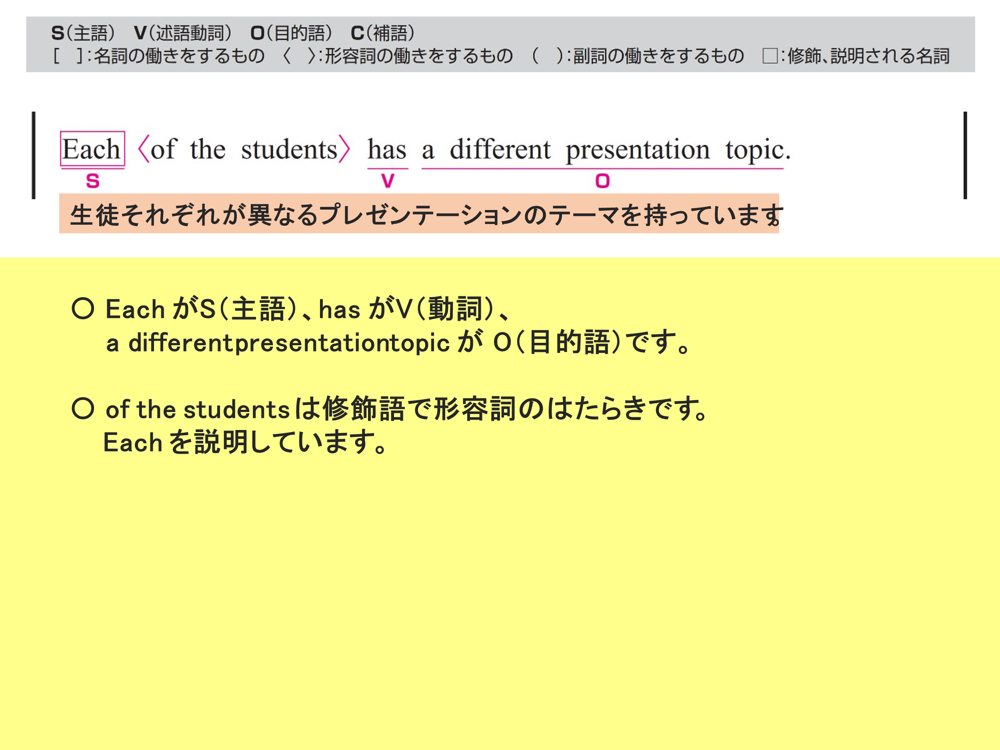 S（主語） V（述語動詞） O（目的語） C（補語）
[ ]：名詞の働きをするもの 〈 〉：形容詞の働きをするもの （ ）：副詞の働きをするもの □：修飾、説明される名詞
Each 〈of the students〉 has a different presentation topic.
S V O
生徒それぞれが異なるプレゼンテーションのテーマを持っています。
○ Each がS（主語）、has がV（動詞）、
a differentpresentationtopic が O（目的語）です。
○ of the students は修飾語で形容詞のはたらきです。
Each を説明しています。